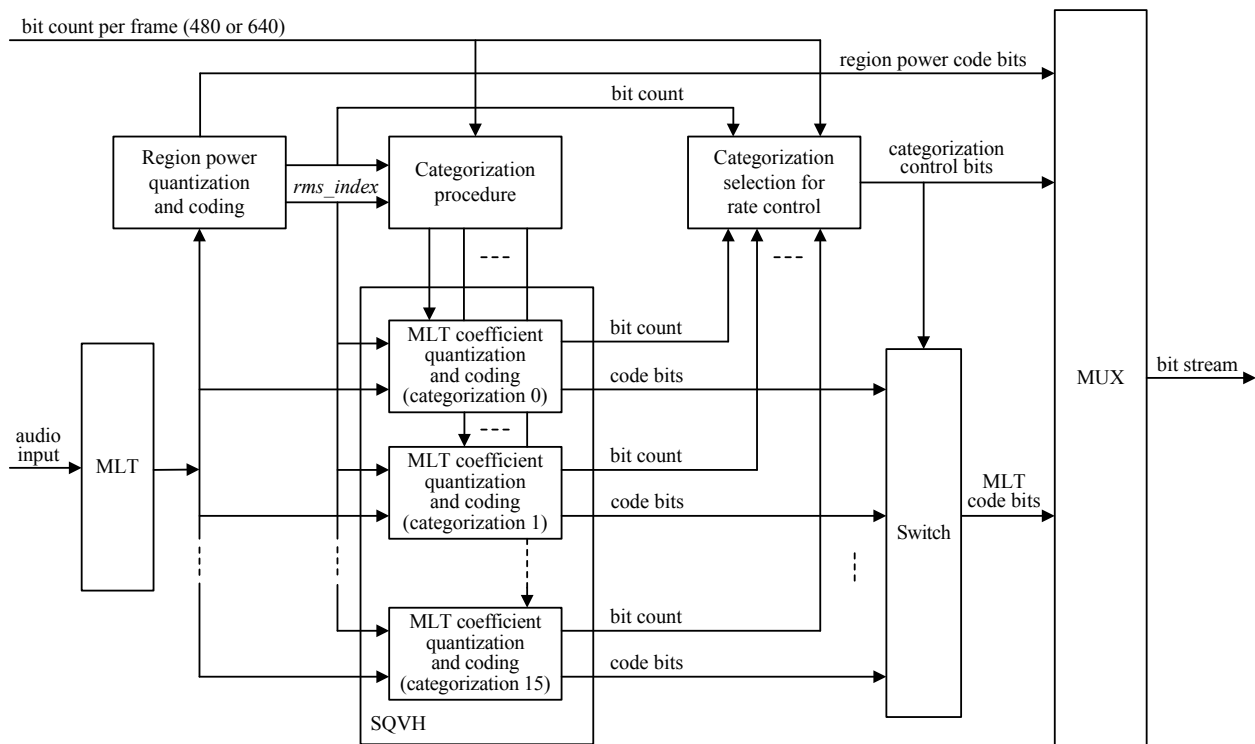 bit count per frame (480 or 640)
region power code bits
bit count
Region power
quantization
and coding
rms_index
Categorization
procedure
Categorization
selection for
rate control
categorization
control bits
MLT coefficient
quantization
and coding
(categorization 0)
bit count
code bits
MUX
bit stream
audio
input
MLT
MLT coefficient
quantization
and coding
(categorization 1)
bit count
code bits
Switch
MLT
code bits
MLT coefficient
quantization
and coding
(categorization 15)
bit count
code bits
SQVH